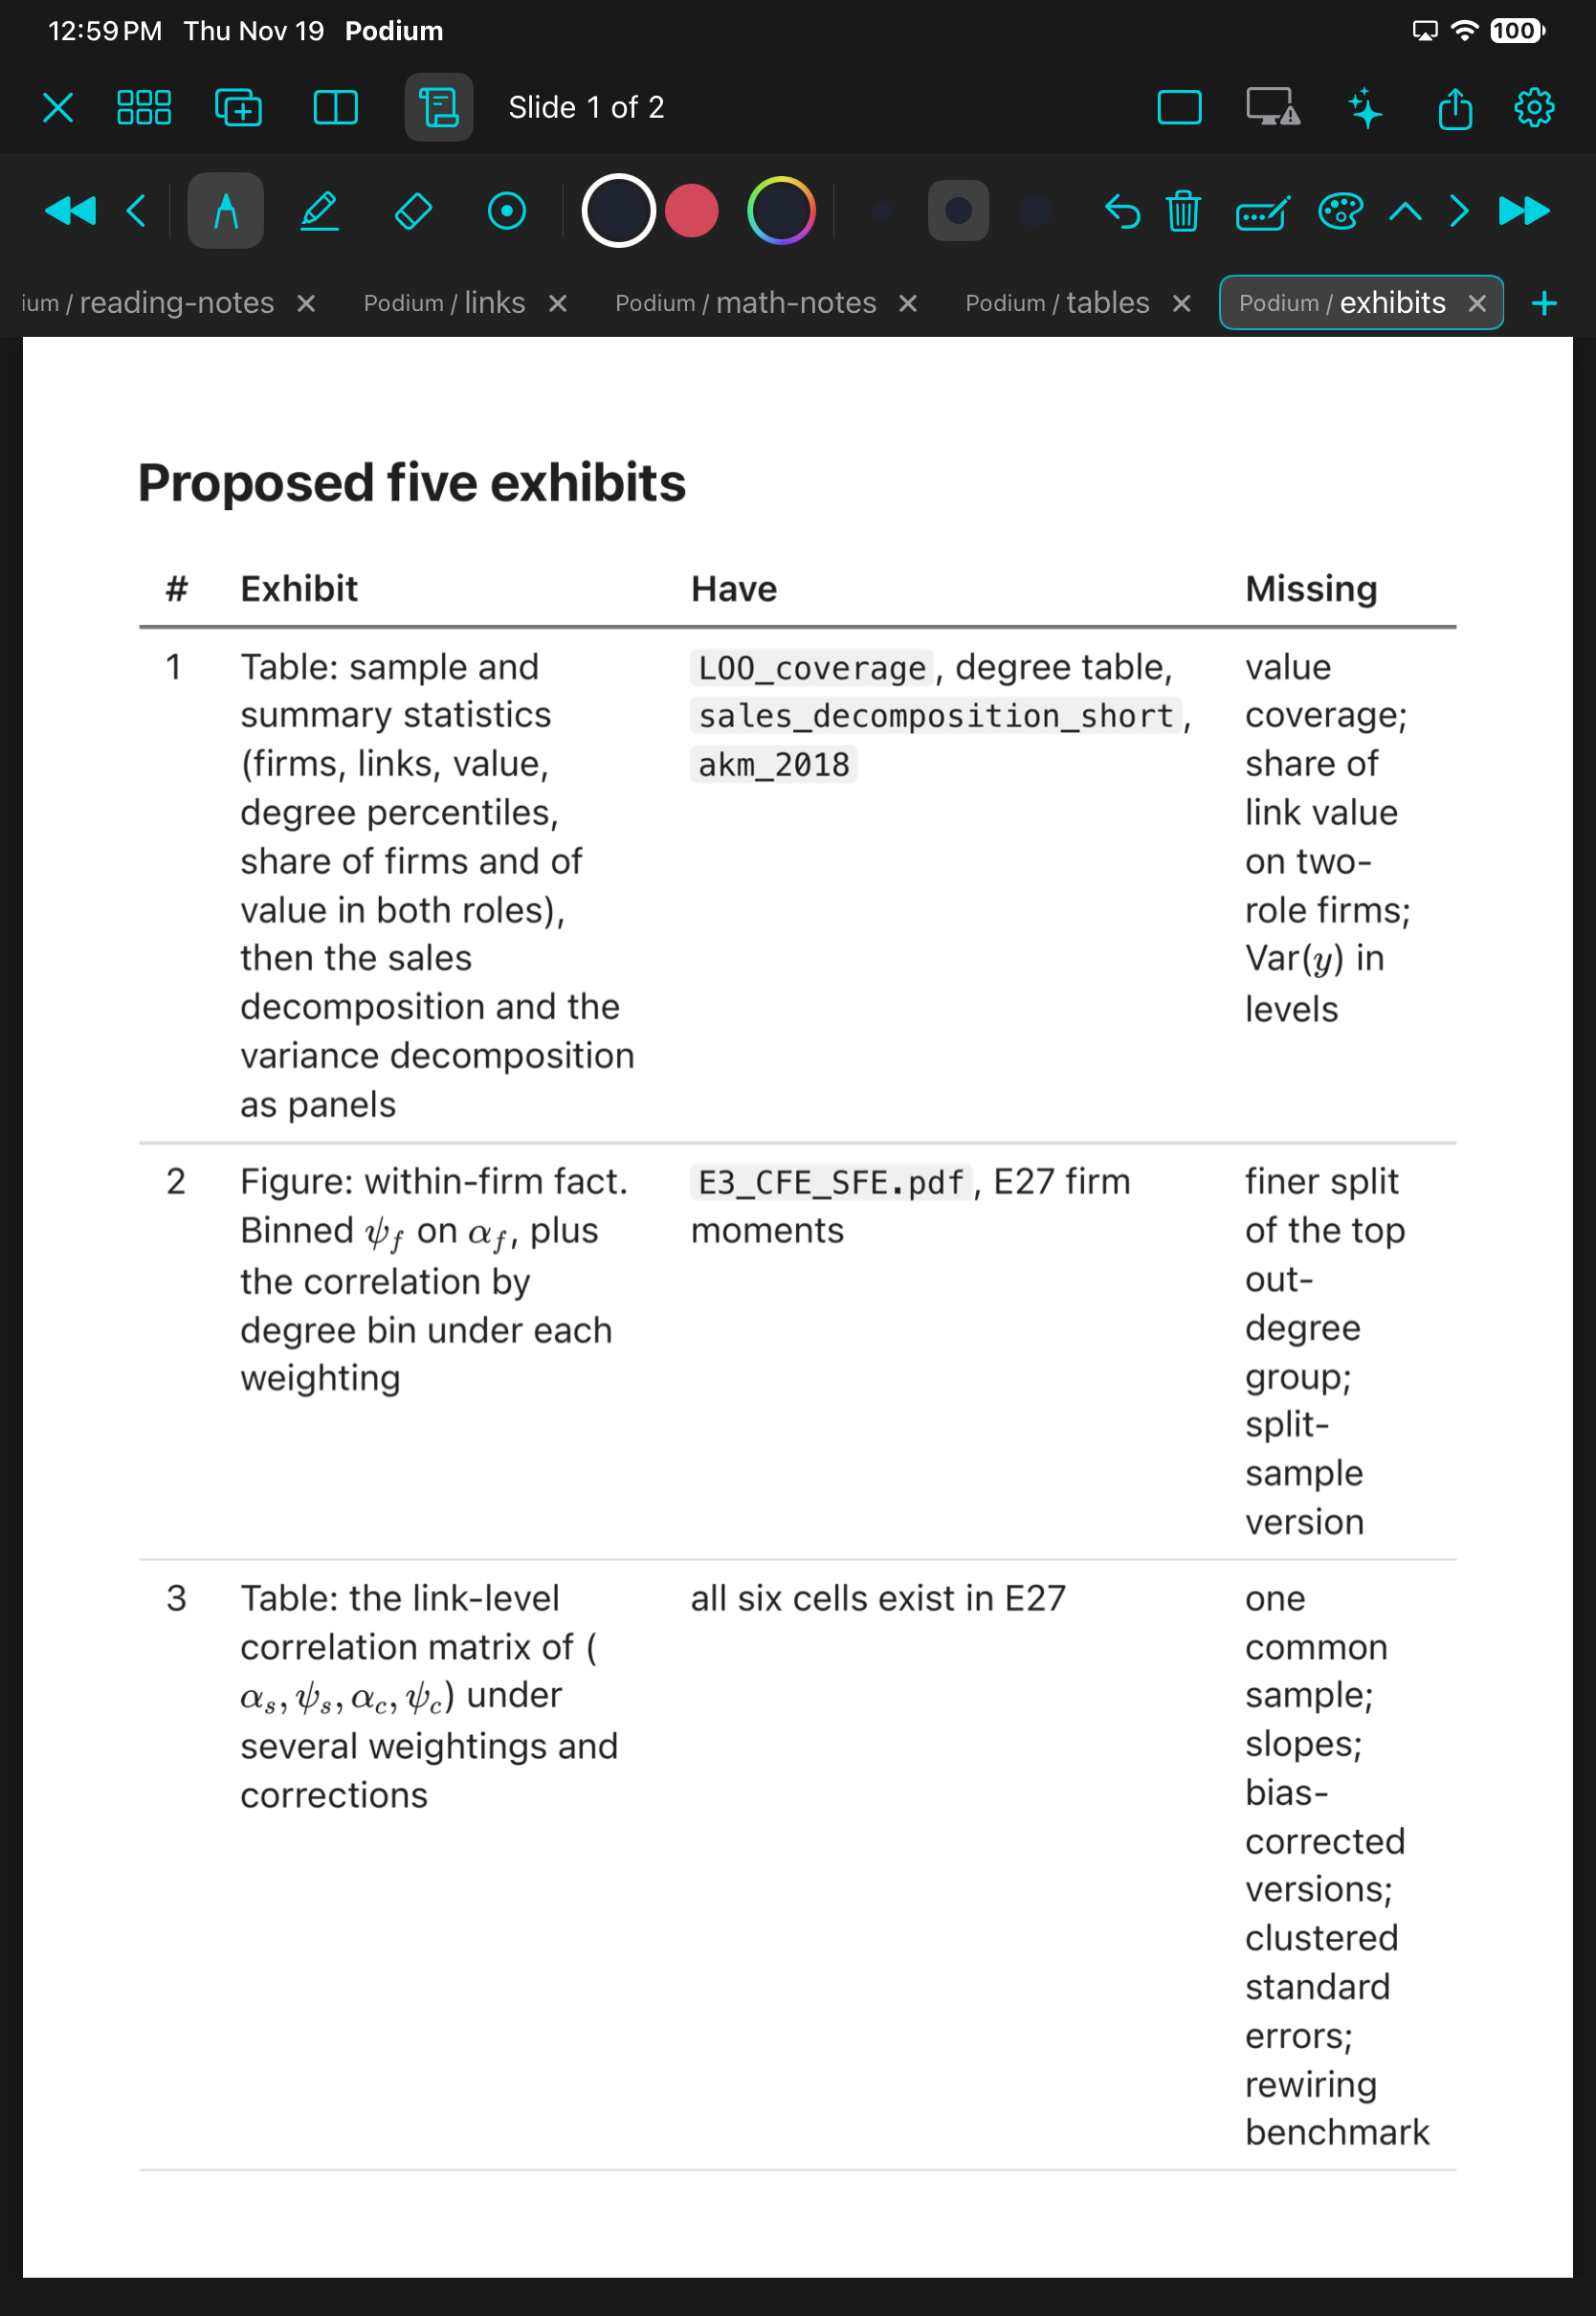 12:59 PM Thu Nov 19 Podium 100
Slide 1 of 2
ium / reading-notes × Podium / links × Podium / math-notes × Podium / tables × Podium / exhibits × +
Proposed five exhibits
# Exhibit Have Missing
1 Table: sample and LOO_coverage, degree table, value
summary statistics sales_decomposition_short, coverage;
(firms, links, value, akm_2018 share of
degree percentiles, link value
share of firms and of on two-
value in both roles), role firms;
then the sales Var(y) in
decomposition and the levels
variance decomposition
as panels
2 Figure: within-firm fact. E3_CFE_SFE.pdf, E27 firm finer split
Binned ψ_f on α_f, plus moments of the top
the correlation by out-
degree bin under each degree
weighting group;
split-
sample
version
3 Table: the link-level all six cells exist in E27 one
correlation matrix of ( common
α_s, ψ_s, α_c, ψ_c) under sample;
several weightings and slopes;
corrections bias-
corrected
versions;
clustered
standard
errors;
rewiring
benchmark